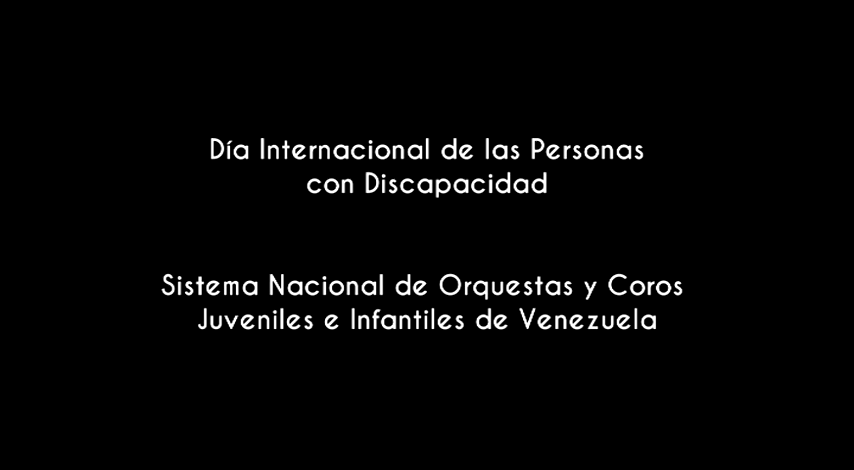 Día Internacional de las Personas
con Discapacidad
Sistema Nacional de Orquestas y Coros
Juveniles e Infantiles de Venezuela